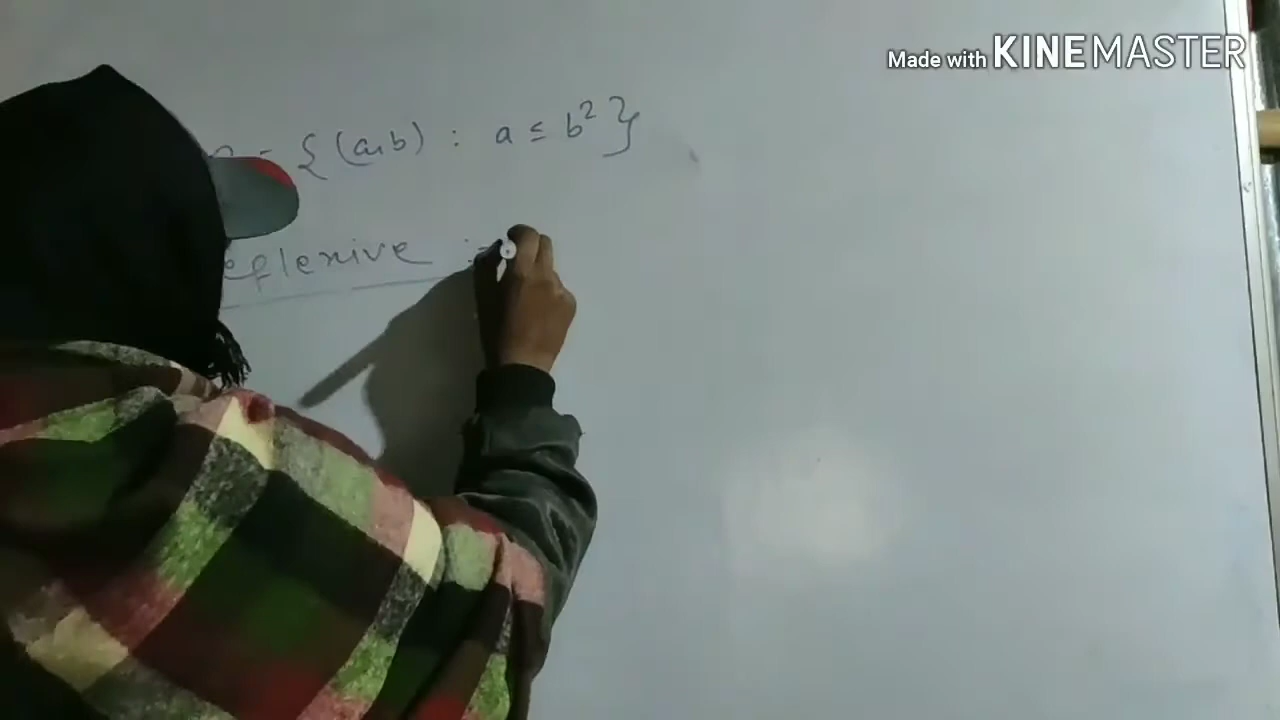 Made with KINEMASTER
= {(a,b) : a ≤ b² }
eflexive :-